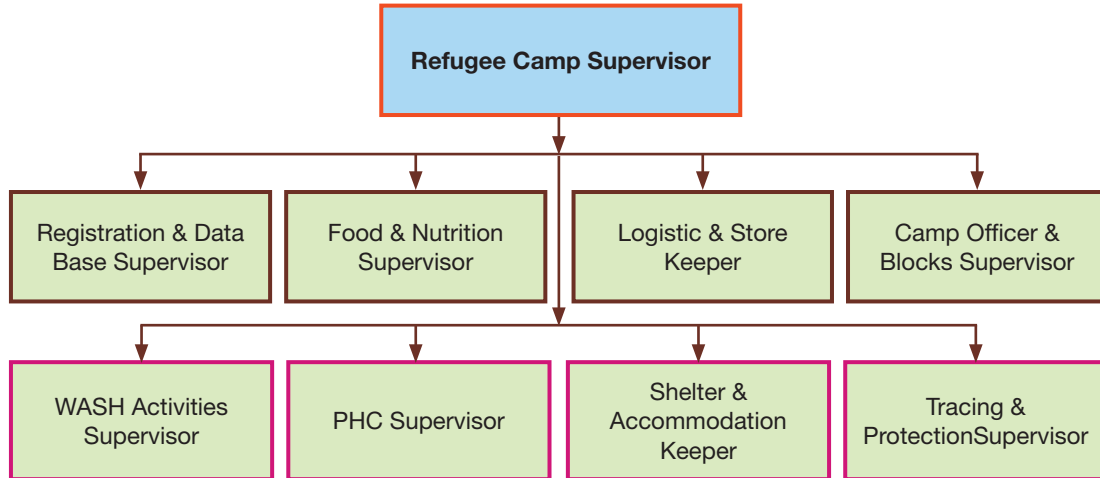 Refugee Camp Supervisor
Registration & Data
Base Supervisor
Food & Nutrition
Supervisor
Logistic & Store
Keeper
Camp Officer &
Blocks Supervisor
WASH Activities
Supervisor
PHC Supervisor
Shelter &
Accommodation
Keeper
Tracing &
ProtectionSupervisor